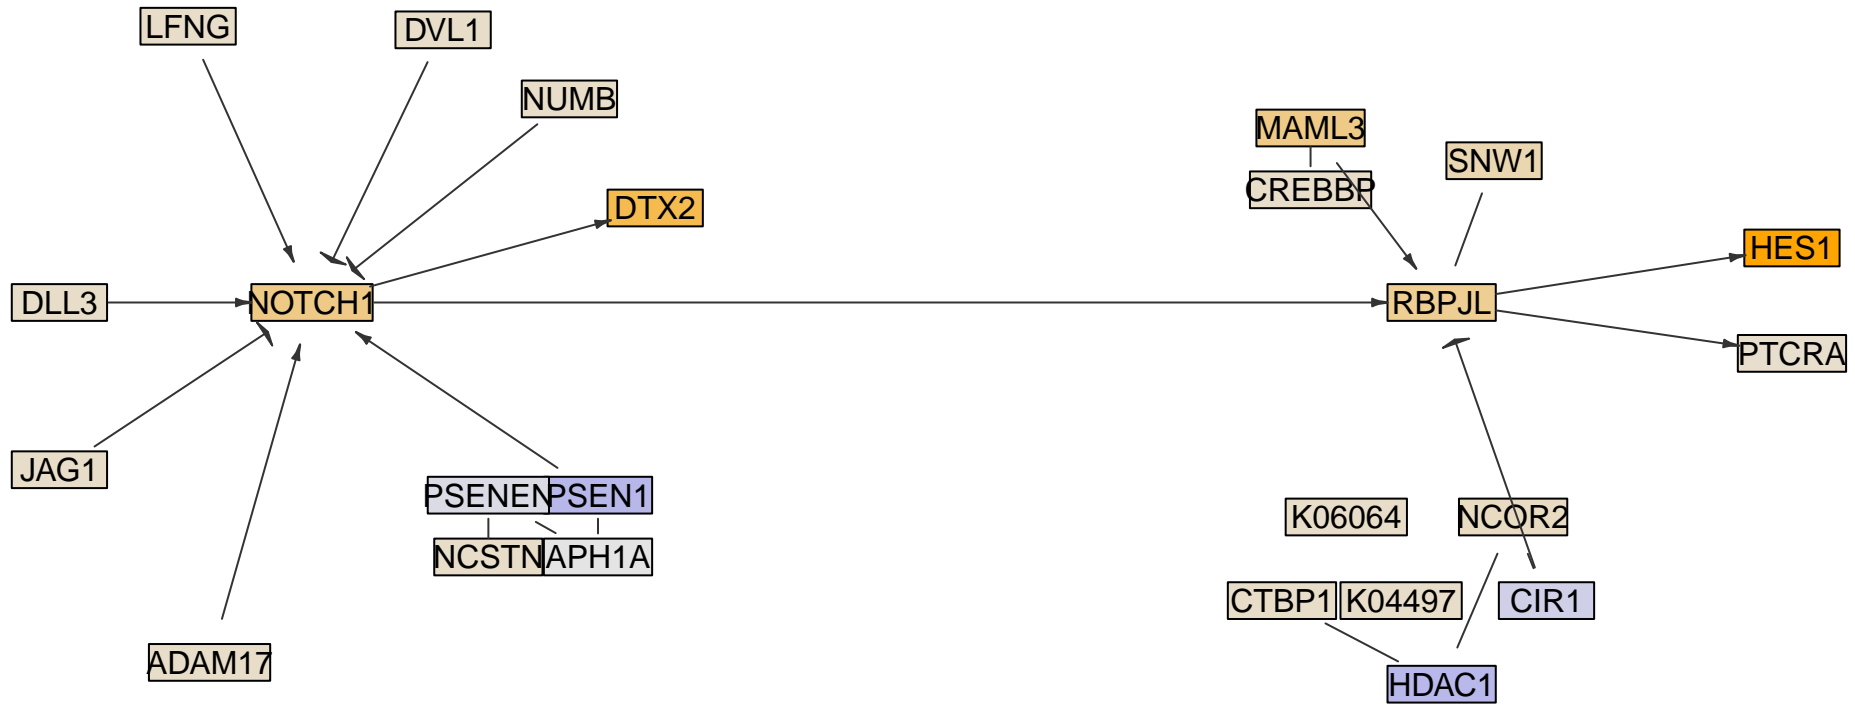 LFNG
DVL1
NUMB
MAML3
SNW1
CREBBP
DTX2
HES1
DLL3
NOTCH1
RBPJL
PTCRA
JAG1
PSENEN
PSEN1
K06064
NCOR2
NCSTN
APH1A
CTBP1
K04497
CIR1
ADAM17
HDAC1